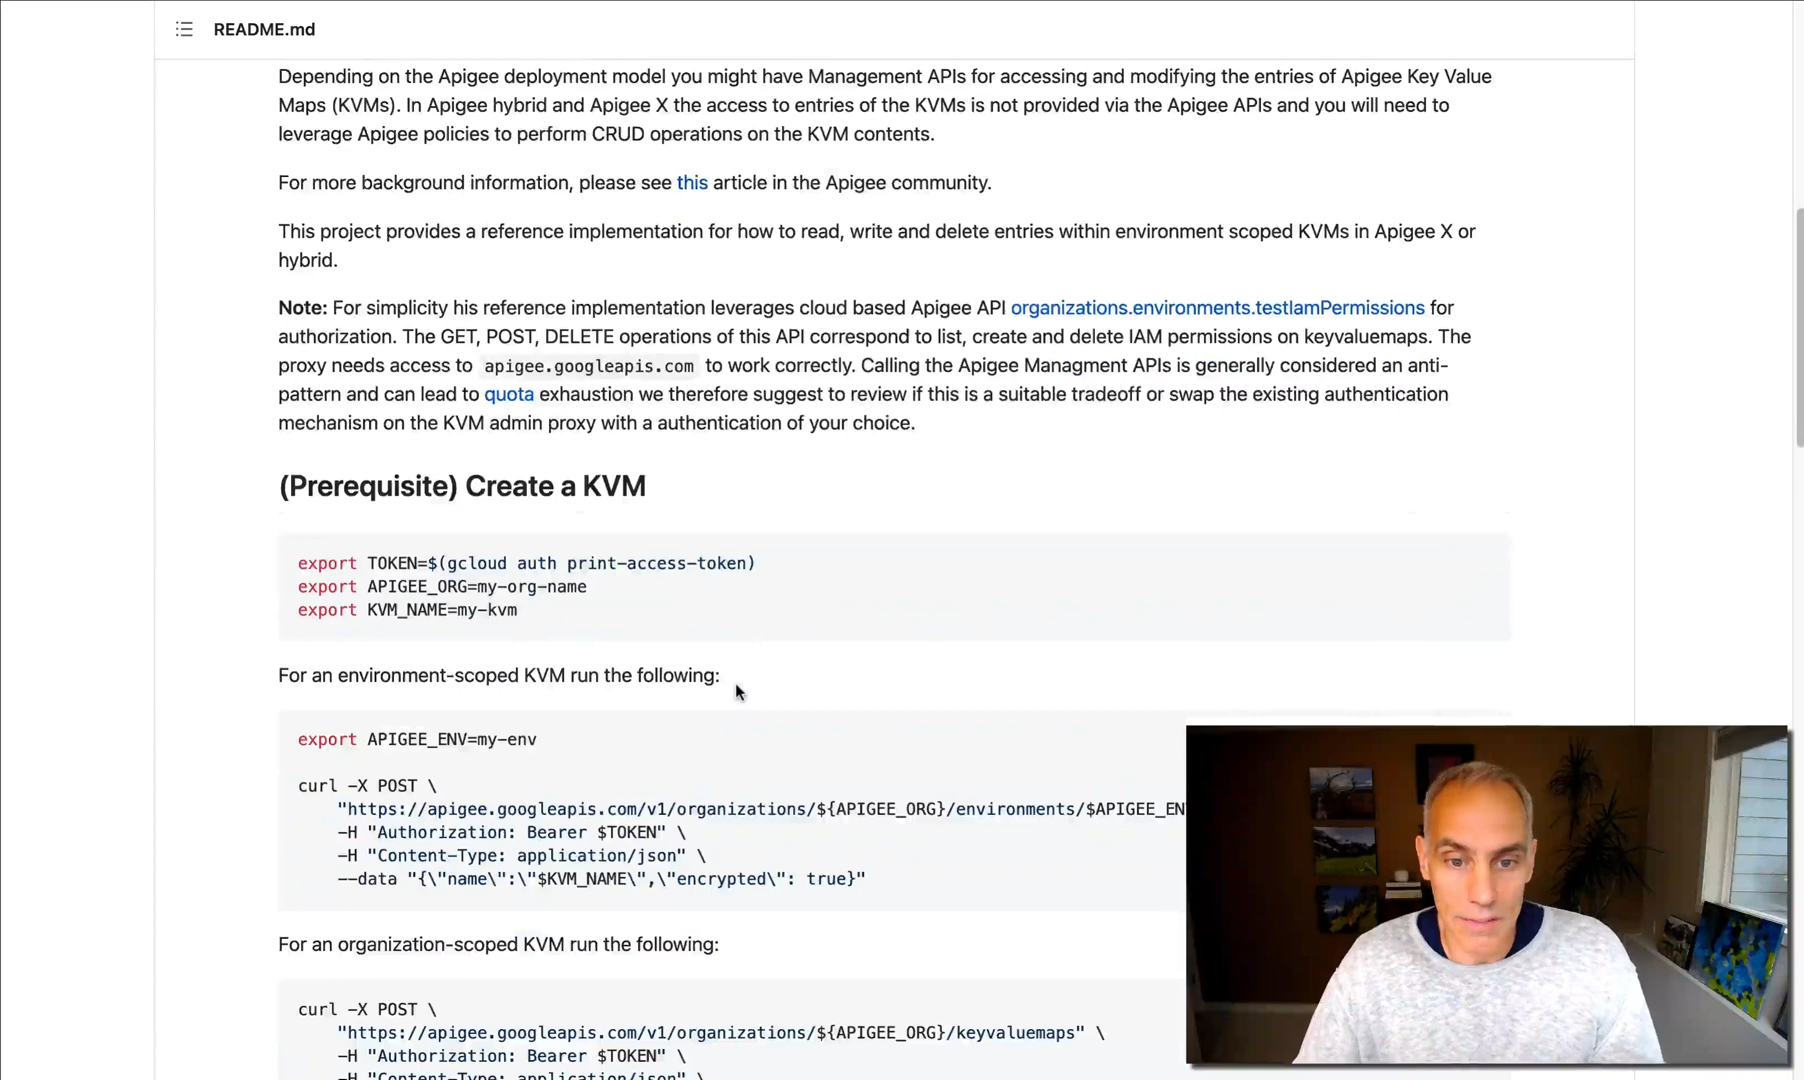 README.md
Depending on the Apigee deployment model you might have Management APIs for accessing and modifying the entries of Apigee Key Value
Maps (KVMs). In Apigee hybrid and Apigee X the access to entries of the KVMs is not provided via the Apigee APIs and you will need to
leverage Apigee policies to perform CRUD operations on the KVM contents.
For more background information, please see this article in the Apigee community.
This project provides a reference implementation for how to read, write and delete entries within environment scoped KVMs in Apigee X or
hybrid.
Note: For simplicity his reference implementation leverages cloud based Apigee API organizations.environments.testIamPermissions for
authorization. The GET, POST, DELETE operations of this API correspond to list, create and delete IAM permissions on keyvaluemaps. The
proxy needs access to apigee.googleapis.com to work correctly. Calling the Apigee Managment APIs is generally considered an anti-
pattern and can lead to quota exhaustion we therefore suggest to review if this is a suitable tradeoff or swap the existing authentication
mechanism on the KVM admin proxy with a authentication of your choice.
(Prerequisite) Create a KVM
export TOKEN=$(gcloud auth print-access-token)
export APIGEE_ORG=my-org-name
export KVM_NAME=my-kvm
For an environment-scoped KVM run the following:
export APIGEE_ENV=my-env
curl -X POST \
"https://apigee.googleapis.com/v1/organizations/${APIGEE_ORG}/environments/$APIGEE_EN
-H "Authorization: Bearer $TOKEN" \
-H "Content-Type: application/json" \
--data "{\"name\":\"$KVM_NAME\",\"encrypted\": true}"
For an organization-scoped KVM run the following:
curl -X POST \
"https://apigee.googleapis.com/v1/organizations/${APIGEE_ORG}/keyvaluemaps" \
-H "Authorization: Bearer $TOKEN" \
-H "Content-Type: application/json" \